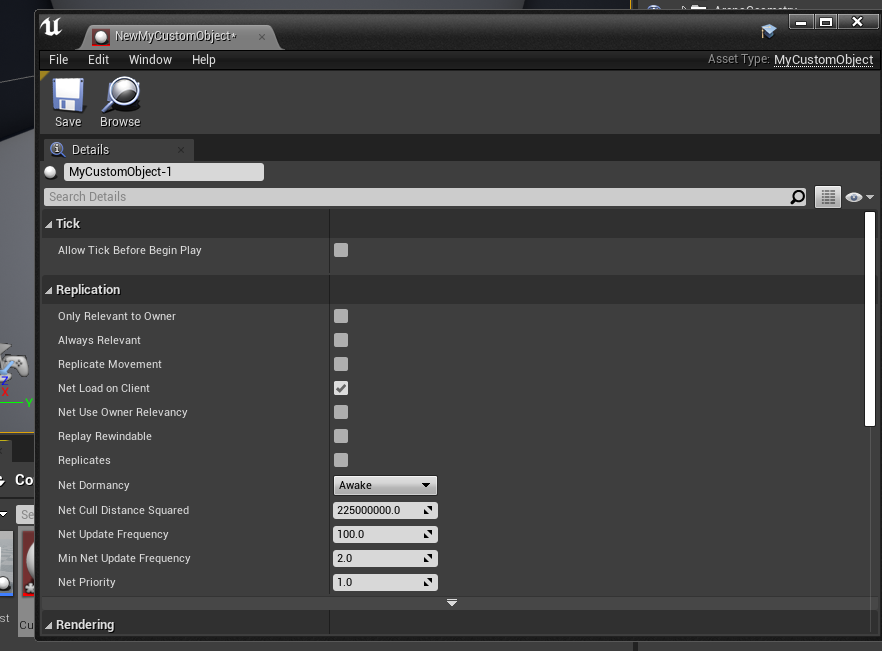 NewMyCustomObject*
File Edit Window Help
Asset Type: MyCustomObject
Save Browse
Details
MyCustomObject-1
Search Details
Tick
Allow Tick Before Begin Play
Replication
Only Relevant to Owner
Always Relevant
Replicate Movement
Net Load on Client
Net Use Owner Relevancy
Replay Rewindable
Replicates
Net Dormancy Awake
Net Cull Distance Squared 225000000.0
Net Update Frequency 100.0
Min Net Update Frequency 2.0
Net Priority 1.0
Rendering
Z
X
Y
Co
Se
st
Cu